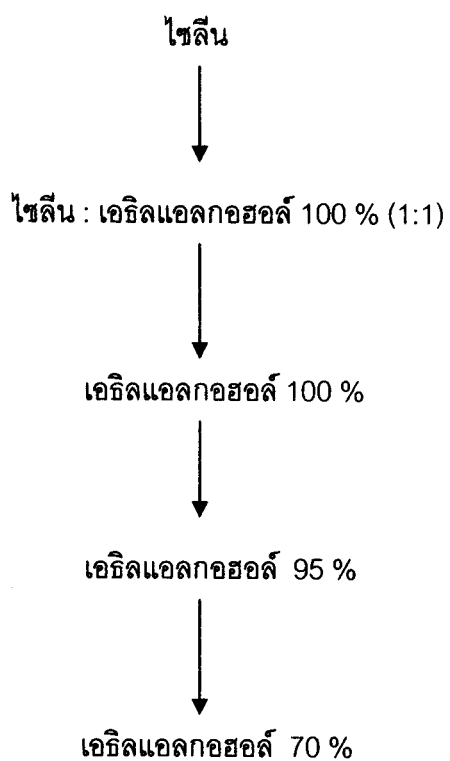 ไซลีน
ไซลีน : เอธิลแอลกอฮอล์ 100 % (1:1)
เอธิลแอลกอฮอล์ 100 %
เอธิลแอลกอฮอล์ 95 %
เอธิลแอลกอฮอล์ 70 %